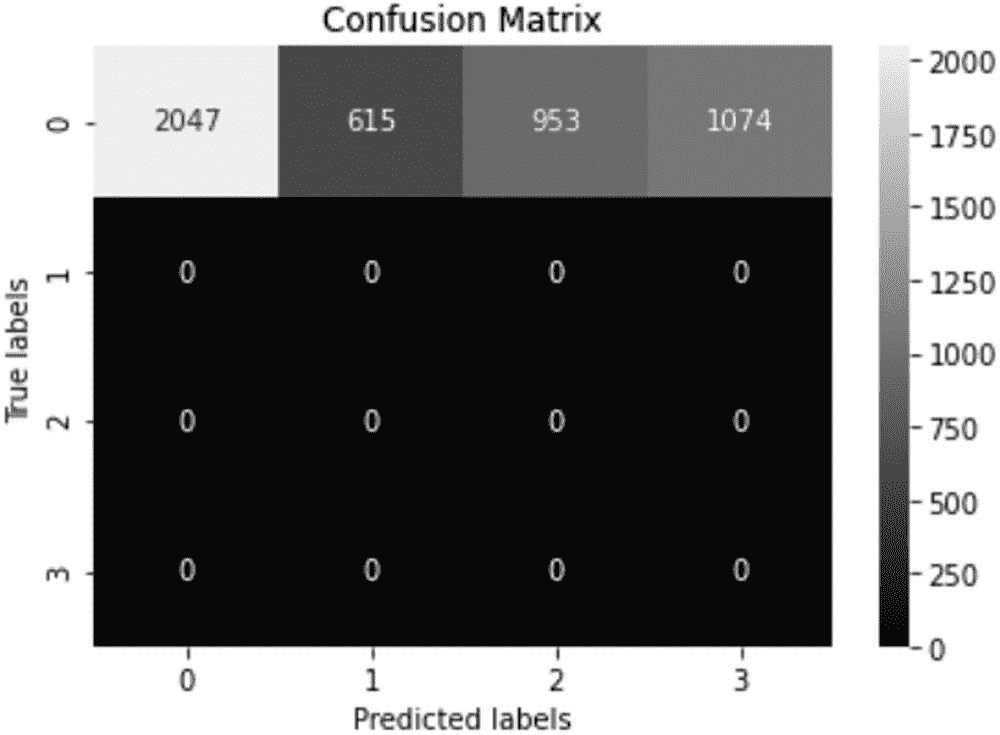 Confusion Matrix
0 2047 615 953 1074
1 0 0 0 0
2 0 0 0 0
3 0 0 0 0
0 1 2 3
Predicted labels
True labels
2000
1750
1500
1250
1000
750
500
250
0